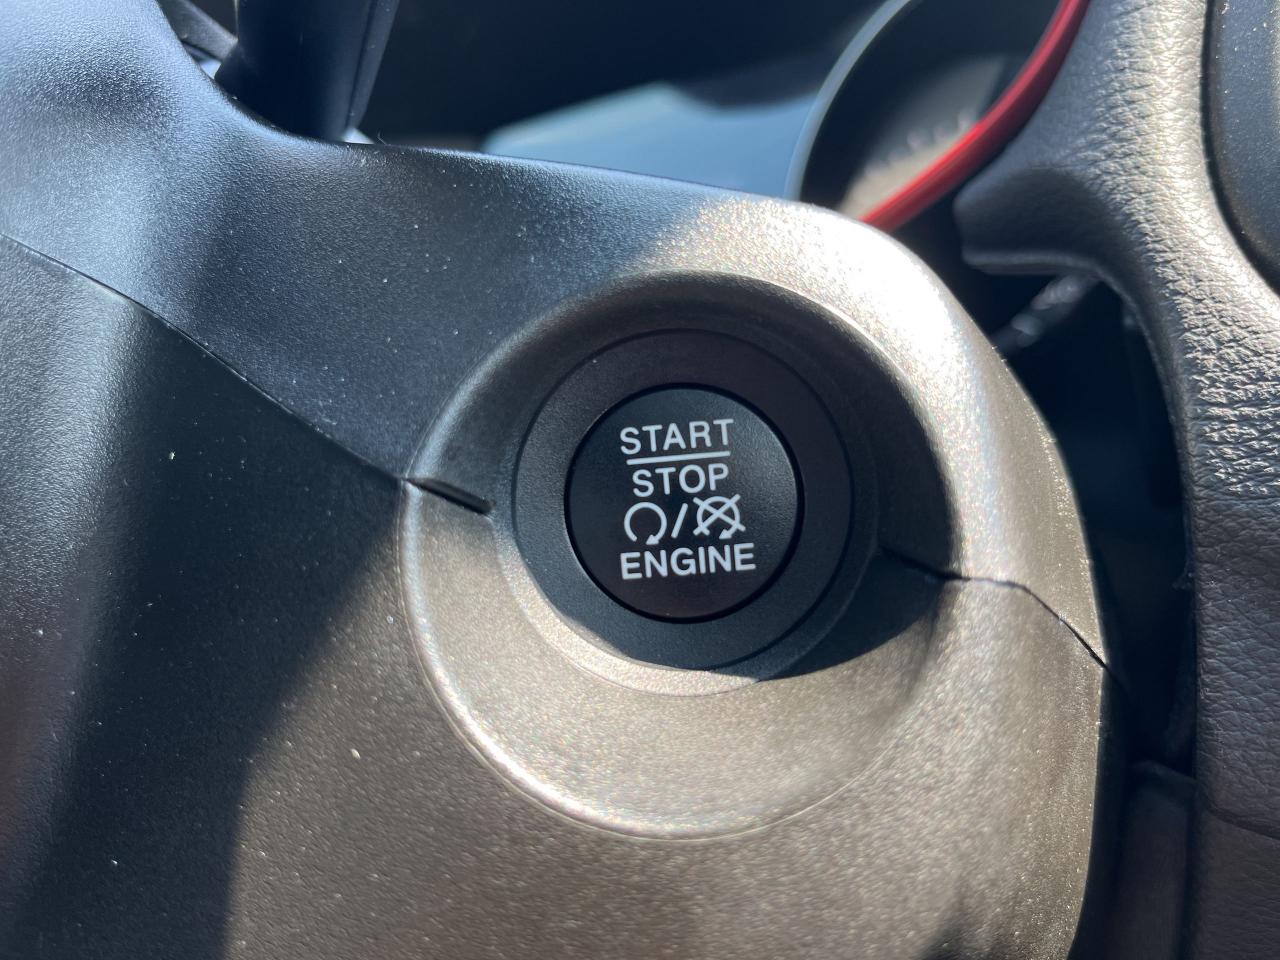 START
STOP
/
ENGINE